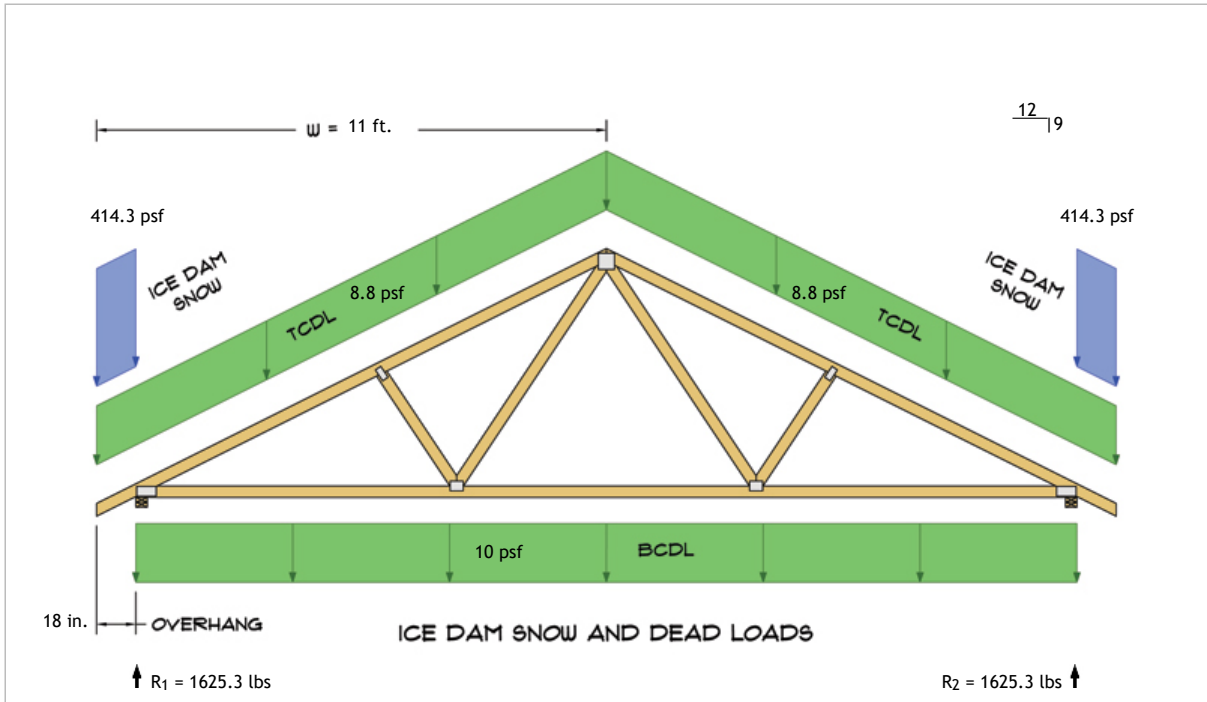 W = 11 ft.
12
9
414.3 psf
414.3 psf
ICE DAM
SNOW
ICE DAM
SNOW
8.8 psf
8.8 psf
TCDL
TCDL
10 psf
BCDL
18 in.
OVERHANG
ICE DAM SNOW AND DEAD LOADS
R1 = 1625.3 lbs
R2 = 1625.3 lbs